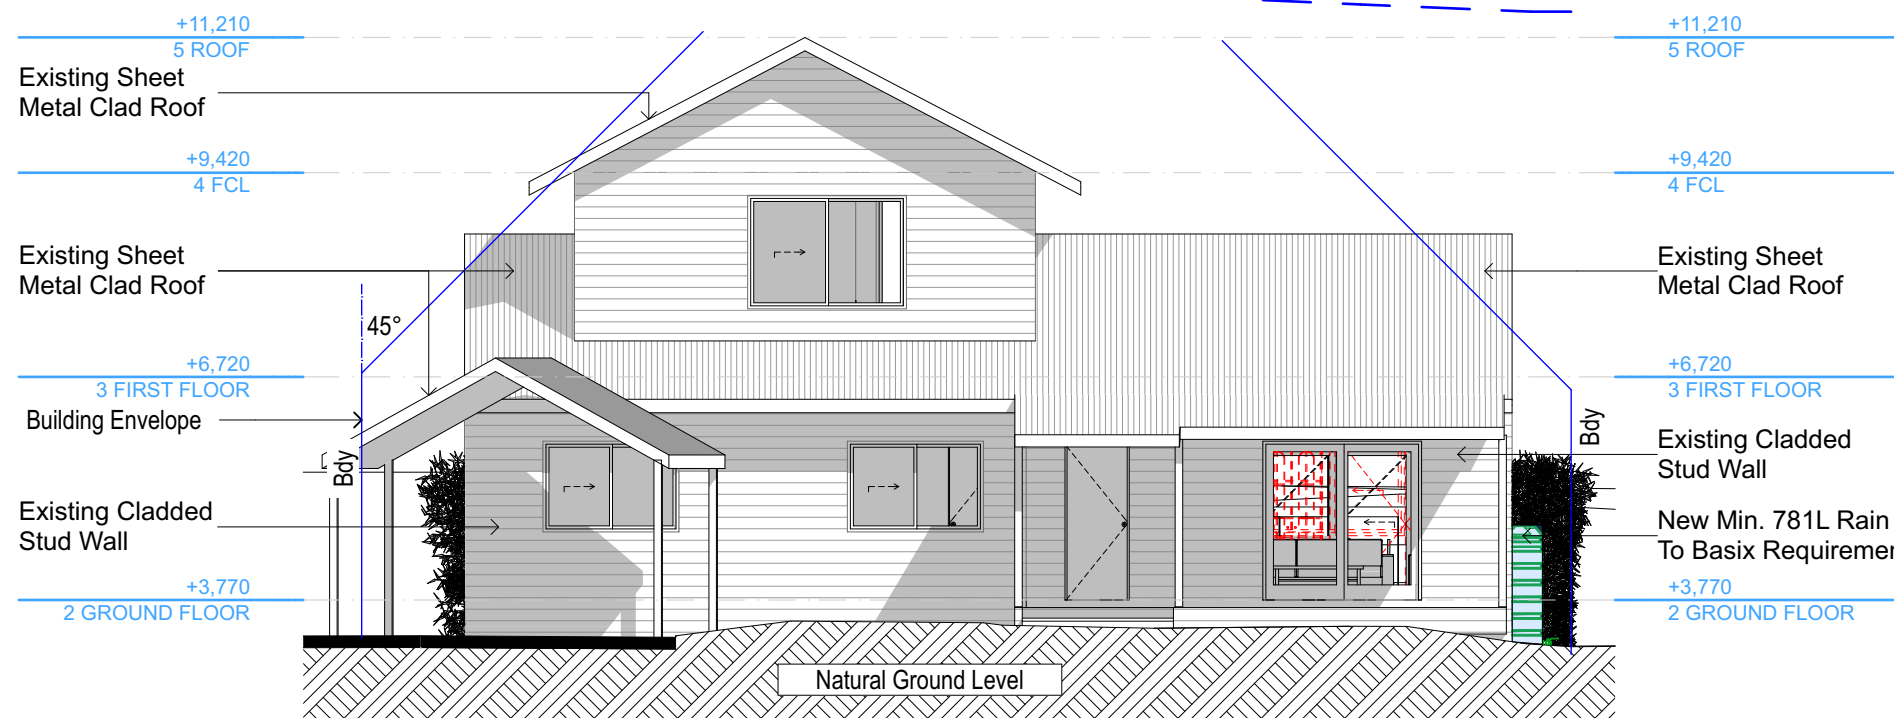 +11,210
5 ROOF
Existing Sheet
Metal Clad Roof
+9,420
4 FCL
Existing Sheet
Metal Clad Roof
45°
+6,720
3 FIRST FLOOR
Building Envelope
Bdy
Existing Cladded
Stud Wall
+3,770
2 GROUND FLOOR
Natural Ground Level
+11,210
5 ROOF
+9,420
4 FCL
Existing Sheet
Metal Clad Roof
+6,720
3 FIRST FLOOR
Bdy
Existing Cladded
Stud Wall
New Min. 781L Rain
To Basix Requiremen
+3,770
2 GROUND FLOOR